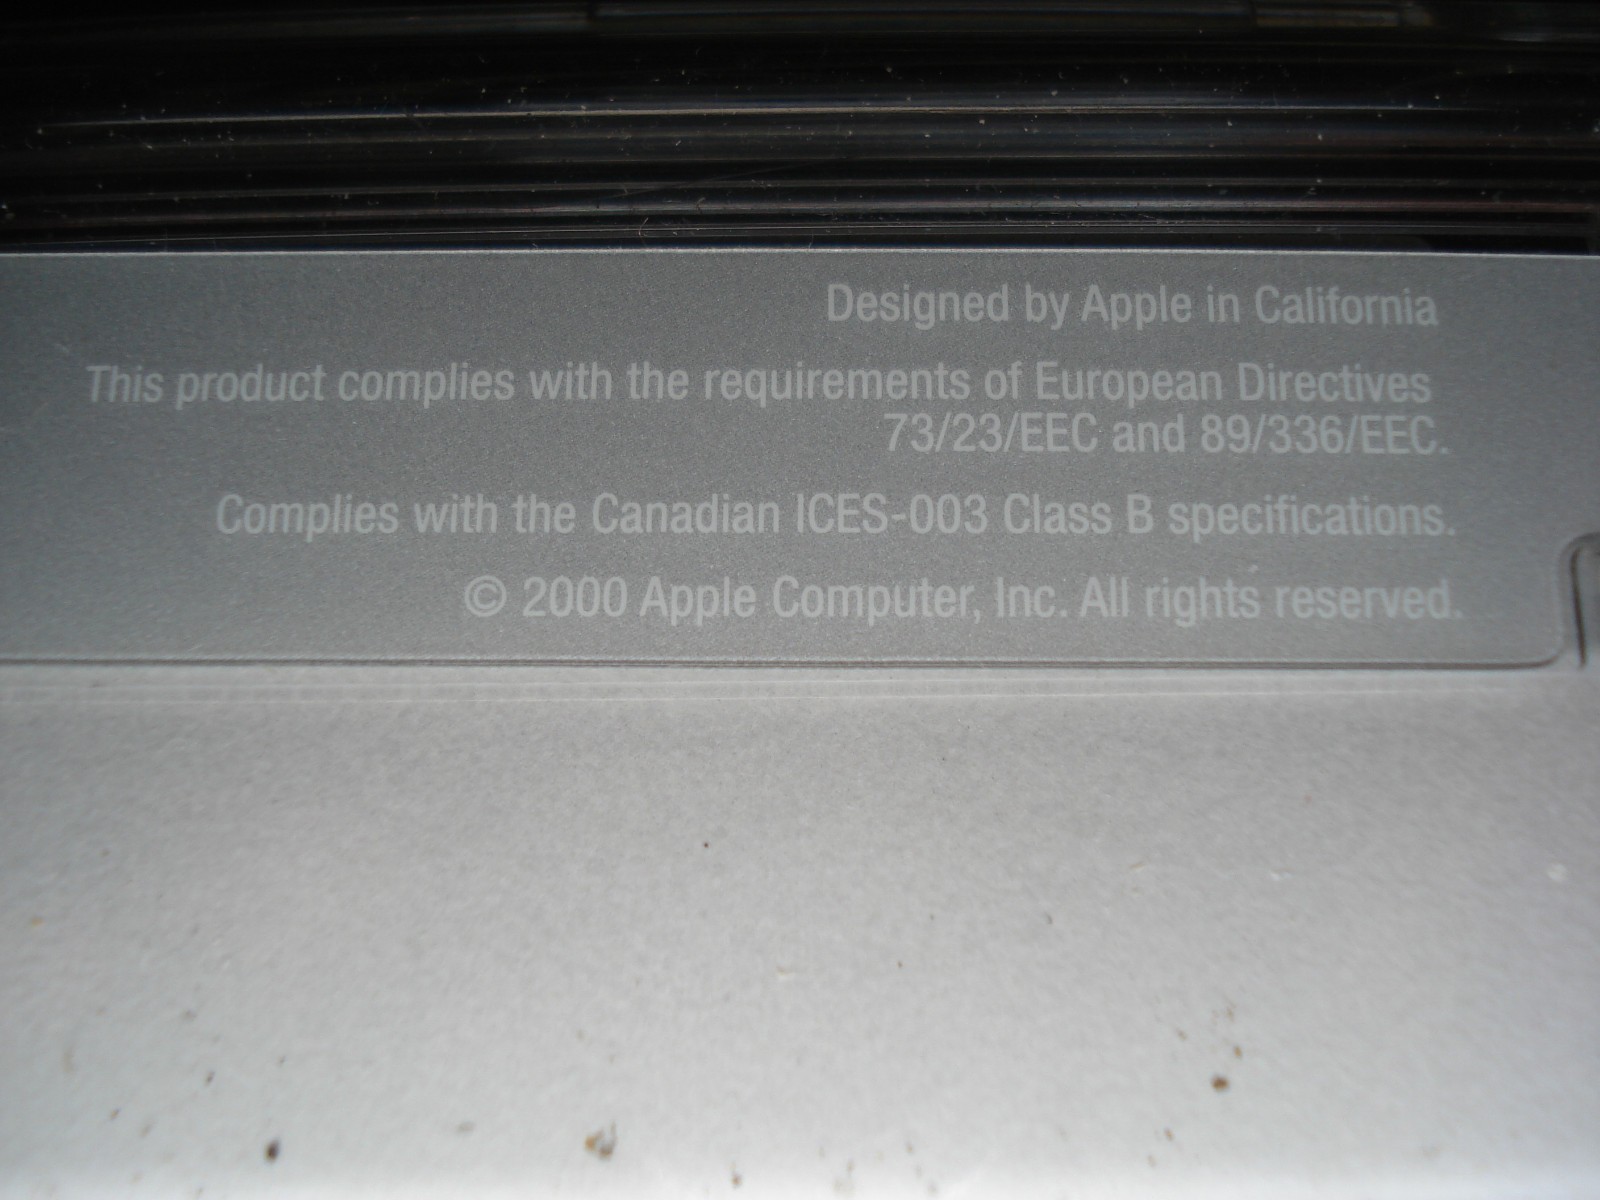 Designed by Apple in California
This product complies with the requirements of European Directives
73/23/EEC and 89/336/EEC.
Complies with the Canadian ICES-003 Class B specifications.
© 2000 Apple Computer, Inc. All rights reserved.